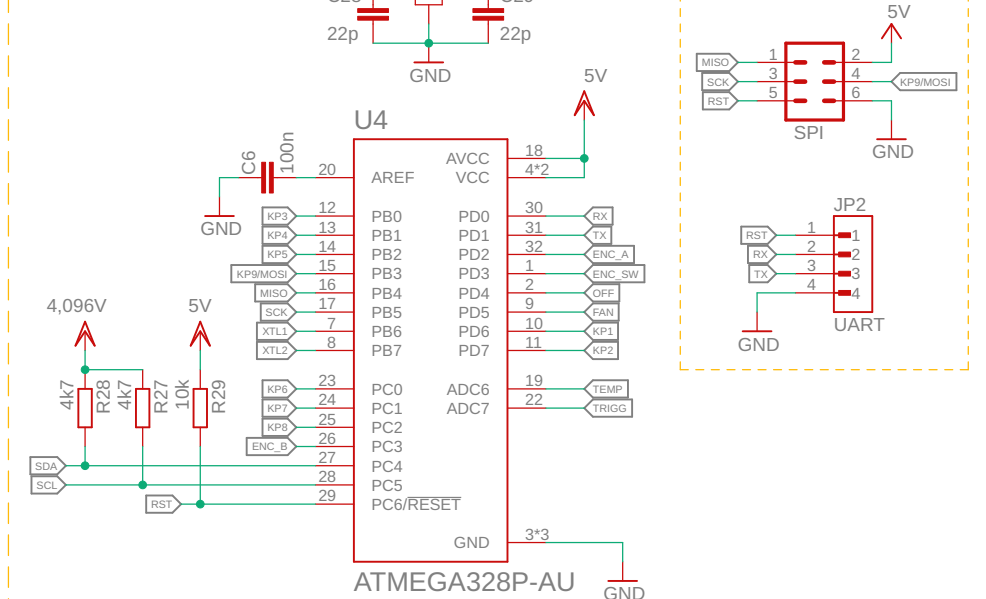 22p
22p
GND
5V
U4
C6
100n
GND
20
AREF
AVCC
18
VCC
4*2
KP3
12
PB0
PD0
30
RX
KP4
13
PB1
PD1
31
TX
KP5
14
PB2
PD2
32
ENC_A
KP9/MOSI
15
PB3
PD3
1
ENC_SW
MISO
16
PB4
PD4
2
OFF
SCK
17
PB5
PD5
9
FAN
XTL1
7
PB6
PD6
10
KP1
XTL2
8
PB7
PD7
11
KP2
KP6
23
PC0
ADC6
19
TEMP
KP7
24
PC1
ADC7
22
TRIGG
KP8
25
PC2
ENC_B
26
PC3
SDA
27
PC4
SCL
28
PC5
RST
29
PC6/RESET
GND
3*3
GND
ATMEGA328P-AU
4,096V
5V
4k7
R28
4k7
R27
10k
R29
5V
MISO
1
2
SCK
3
4
KP9/MOSI
RST
5
6
SPI
GND
JP2
RST
1
1
RX
2
2
TX
3
3
4
4
GND
UART